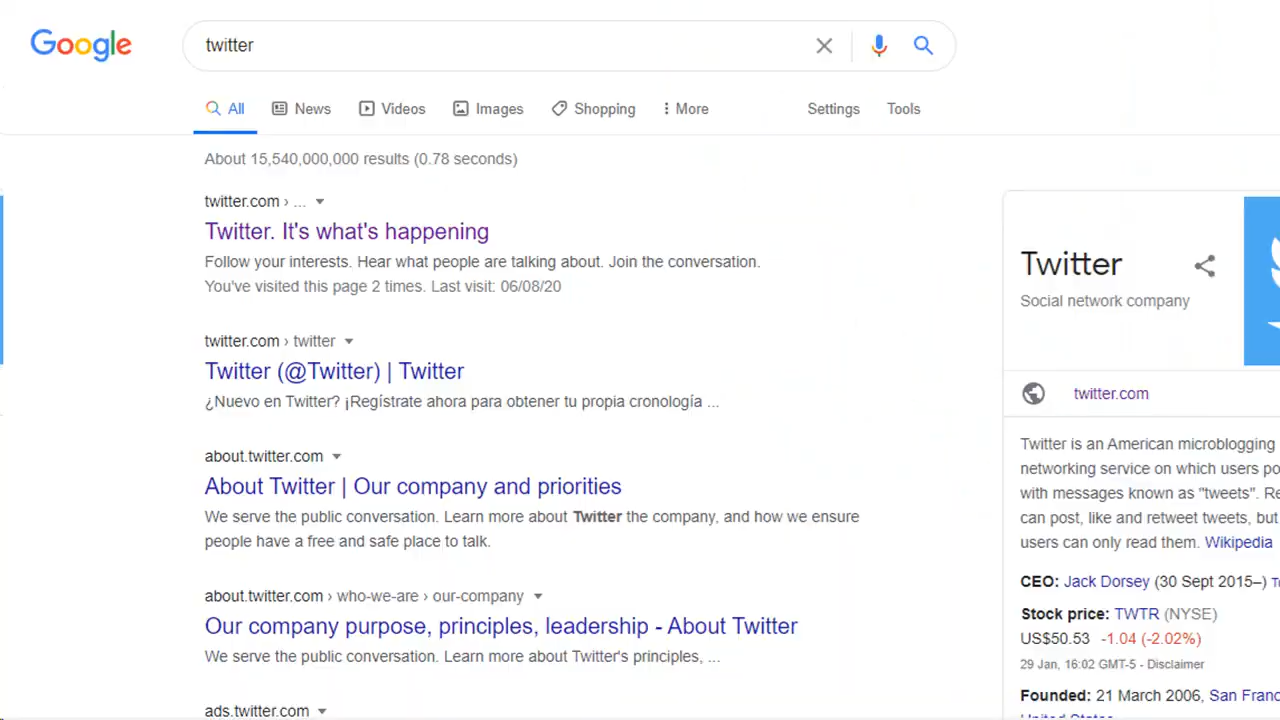 Google
twitter
All
News
Videos
Images
Shopping
More
Settings
Tools
About 15,540,000,000 results (0.78 seconds)
twitter.com › ...
Twitter. It's what's happening
Follow your interests. Hear what people are talking about. Join the conversation.
You've visited this page 2 times. Last visit: 06/08/20
twitter.com › twitter
Twitter (@Twitter) | Twitter
¿Nuevo en Twitter? ¡Regístrate ahora para obtener tu propia cronología ...
about.twitter.com
About Twitter | Our company and priorities
We serve the public conversation. Learn more about Twitter the company, and how we ensure
people have a free and safe place to talk.
about.twitter.com › who-we-are › our-company
Our company purpose, principles, leadership - About Twitter
We serve the public conversation. Learn more about Twitter's principles, ...
ads.twitter.com
Twitter
Social network company
twitter.com
Twitter is an American microblogging
networking service on which users po
with messages known as "tweets". Re
can post, like and retweet tweets, but
users can only read them. Wikipedia
CEO: Jack Dorsey (30 Sept 2015–)
Stock price: TWTR (NYSE)
US$50.53 -1.04 (-2.02%)
29 Jan, 16:02 GMT-5 - Disclaimer
Founded: 21 March 2006, San Franc
United States